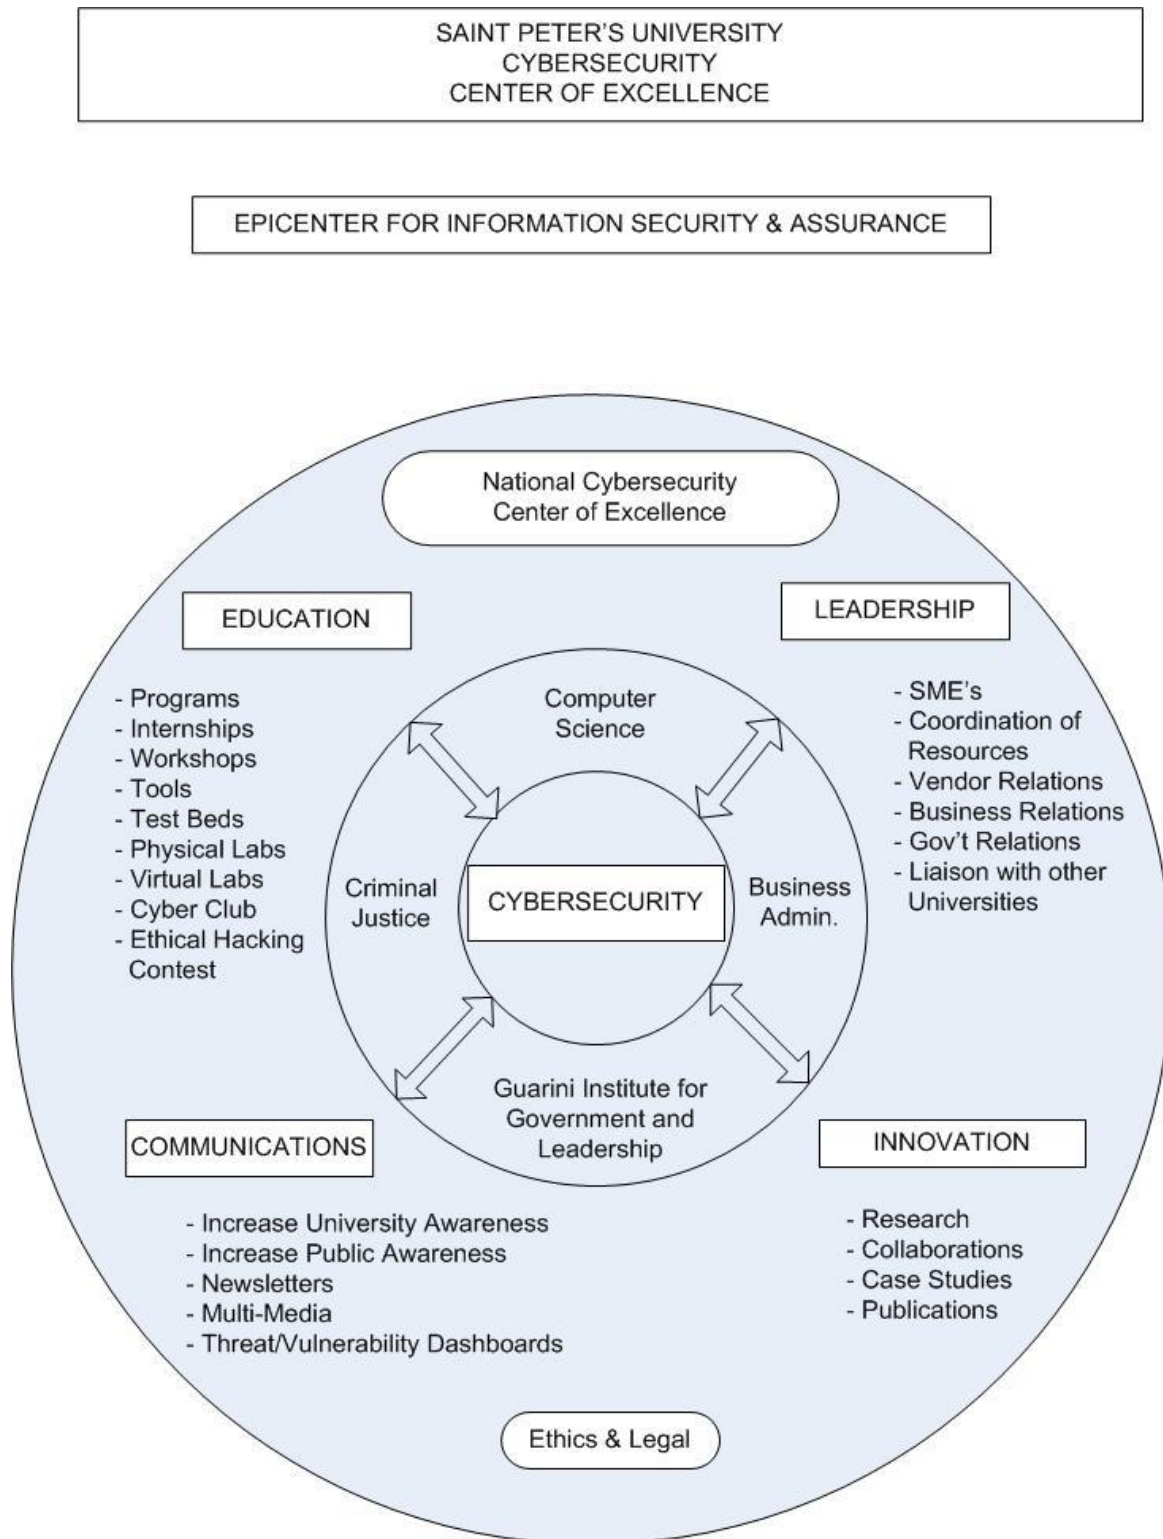 SAINT PETER'S UNIVERSITY
CYBERSECURITY
CENTER OF EXCELLENCE
EPICENTER FOR INFORMATION SECURITY & ASSURANCE
National Cybersecurity
Center of Excellence
EDUCATION
- Programs
- Internships
- Workshops
- Tools
- Test Beds
- Physical Labs
- Virtual Labs
- Cyber Club
- Ethical Hacking
Contest
LEADERSHIP
- SME's
- Coordination of
Resources
- Vendor Relations
- Business Relations
- Gov't Relations
- Liaison with other
Universities
Computer
Science
Criminal
Justice
CYBERSECURITY
Business
Admin.
Guarini Institute for
Government and
Leadership
COMMUNICATIONS
- Increase University Awareness
- Increase Public Awareness
- Newsletters
- Multi-Media
- Threat/Vulnerability Dashboards
INNOVATION
- Research
- Collaborations
- Case Studies
- Publications
Ethics & Legal